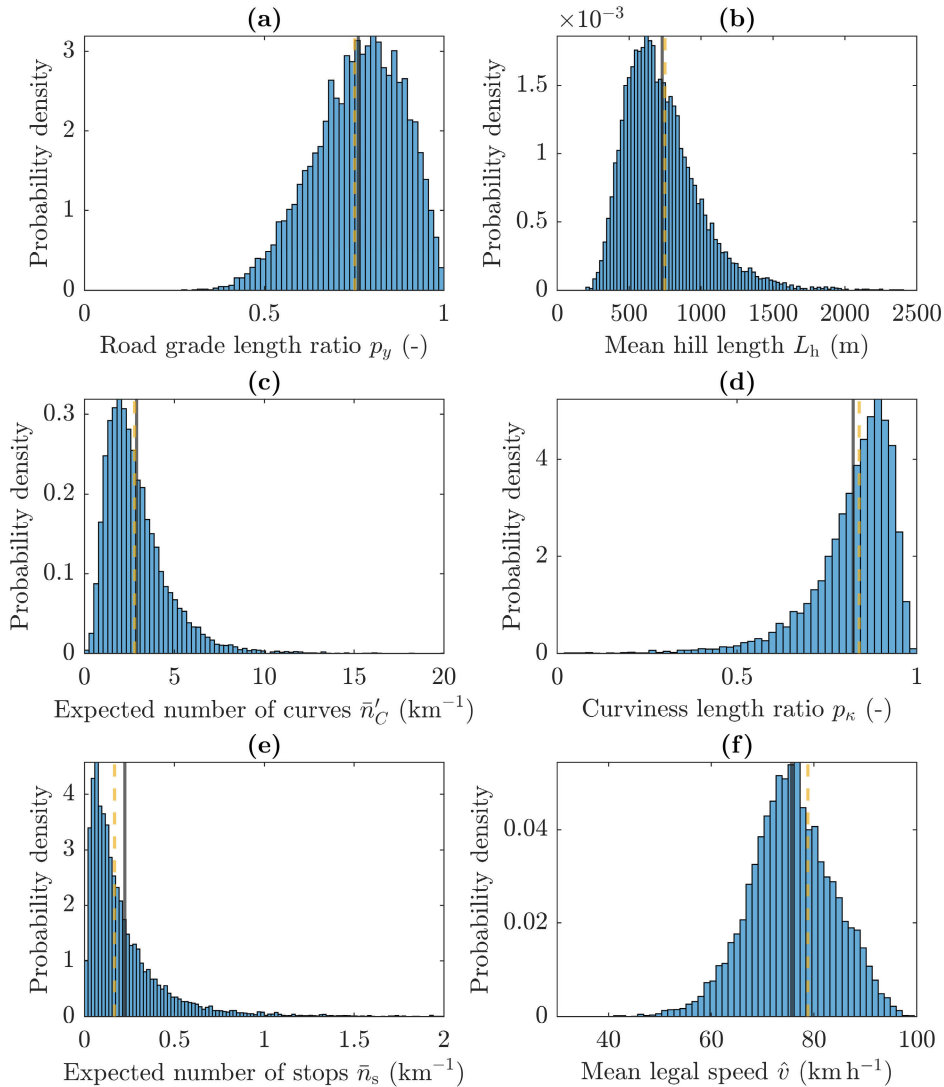 (a)
3
2
1
0
0
0.5
1
Probability density
Road grade length ratio p_y (-)
(b)
×10⁻³
1.5
1
0.5
0
0
500
1000
1500
2000
2500
Probability density
Mean hill length L_h (m)
(c)
0.3
0.2
0.1
0
0
5
10
15
20
Probability density
Expected number of curves n̄′_C (km⁻¹)
(d)
4
2
0
0.5
1
Probability density
Curviness length ratio p_κ (-)
(e)
4
3
2
1
0
0
0.5
1
1.5
2
Probability density
Expected number of stops n̄_s (km⁻¹)
(f)
0.04
0.02
0
40
60
80
100
Probability density
Mean legal speed v̂ (km h⁻¹)